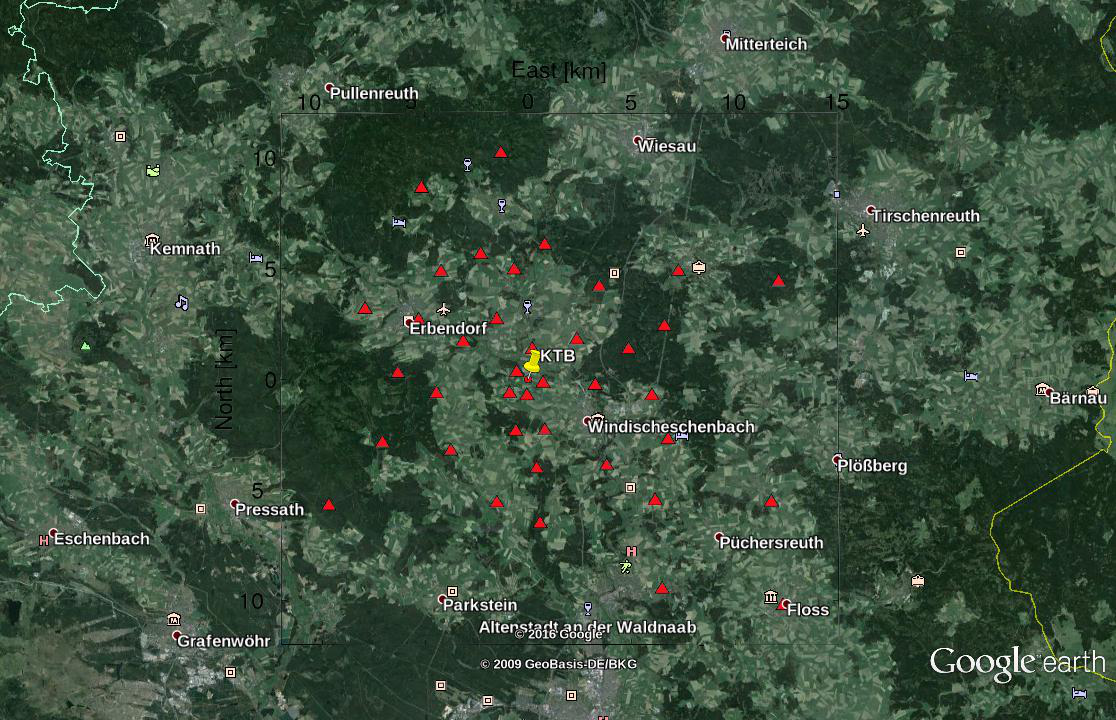 Mitterteich
East [km]
Pullenreuth
10
5
0
5
10
15
Wiesau
10
Tirschenreuth
Kemnath
5
Erbendorf
KTB
North [km]
0
Bärnau
Windischeschenbach
Plößberg
5
Pressath
Eschenbach
H
Püchersreuth
H
10
Parkstein
Floss
Altenstadt an der Waldnaab
© 2016 Google
Grafenwöhr
© 2009 GeoBasis-DE/BKG
Google earth